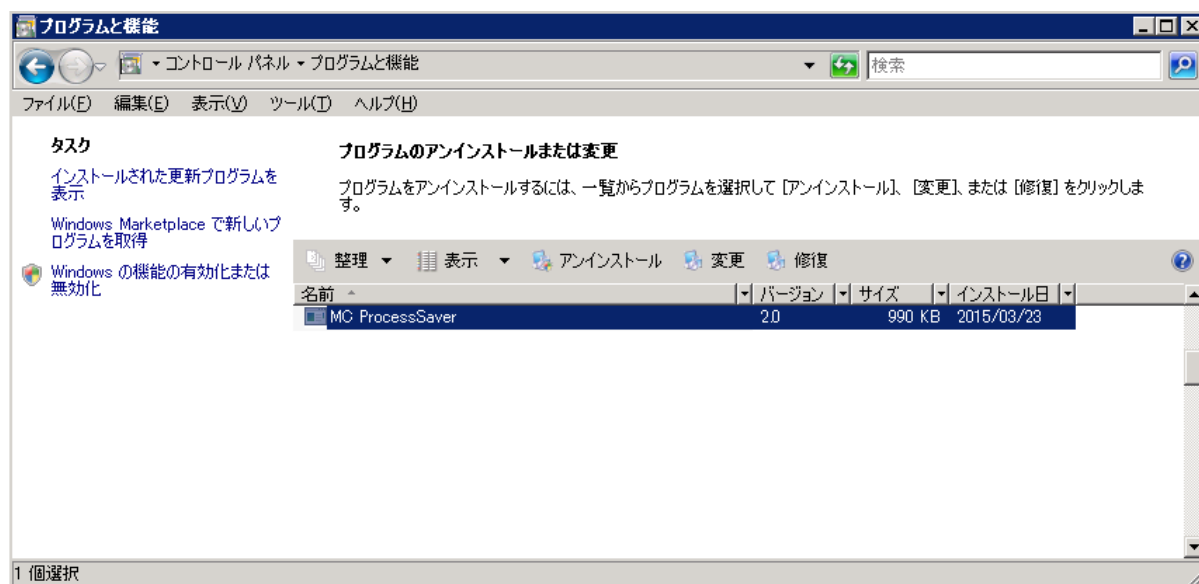 プログラムと機能
コントロール パネル ▾ プログラムと機能
検索
ファイル(F) 編集(E) 表示(V) ツール(T) ヘルプ(H)
タスク
インストールされた更新プログラムを
表示
Windows Marketplace で新しいプ
ログラムを取得
Windows の機能の有効化または
無効化
プログラムのアンインストールまたは変更
プログラムをアンインストールするには、一覧からプログラムを選択して [アンインストール]、[変更]、または [修復] をクリックしま
す。
整理 表示 アンインストール 変更 修復
名前 バージョン サイズ インストール日
MC ProcessSaver 2.0 990 KB 2015/03/23
1 個選択